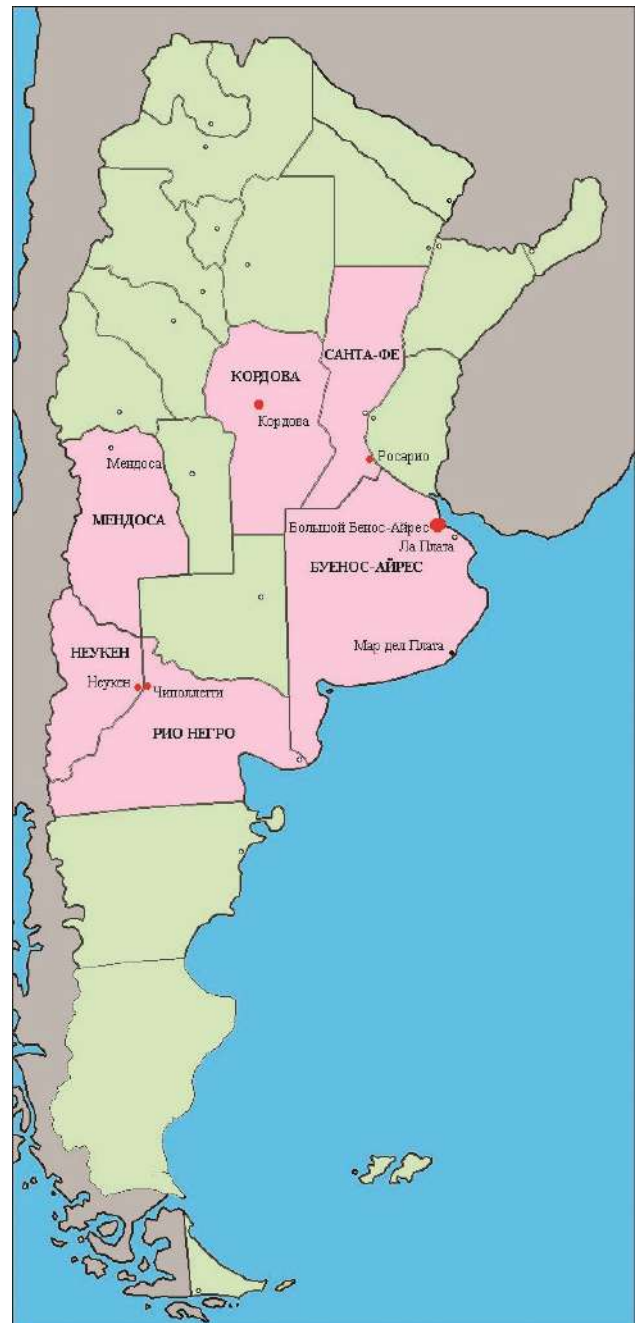 САНТА-ФЕ
КОРДОВА
Кордова
Росарио
Мендоса
МЕНДОСА
Большой Бенос-Айрес
Ла Плата
БУЕНОС-АЙРЕС
Мар дел Плата
НЕУКЕН
Неукен
Чиполлетти
РИО НЕГРО